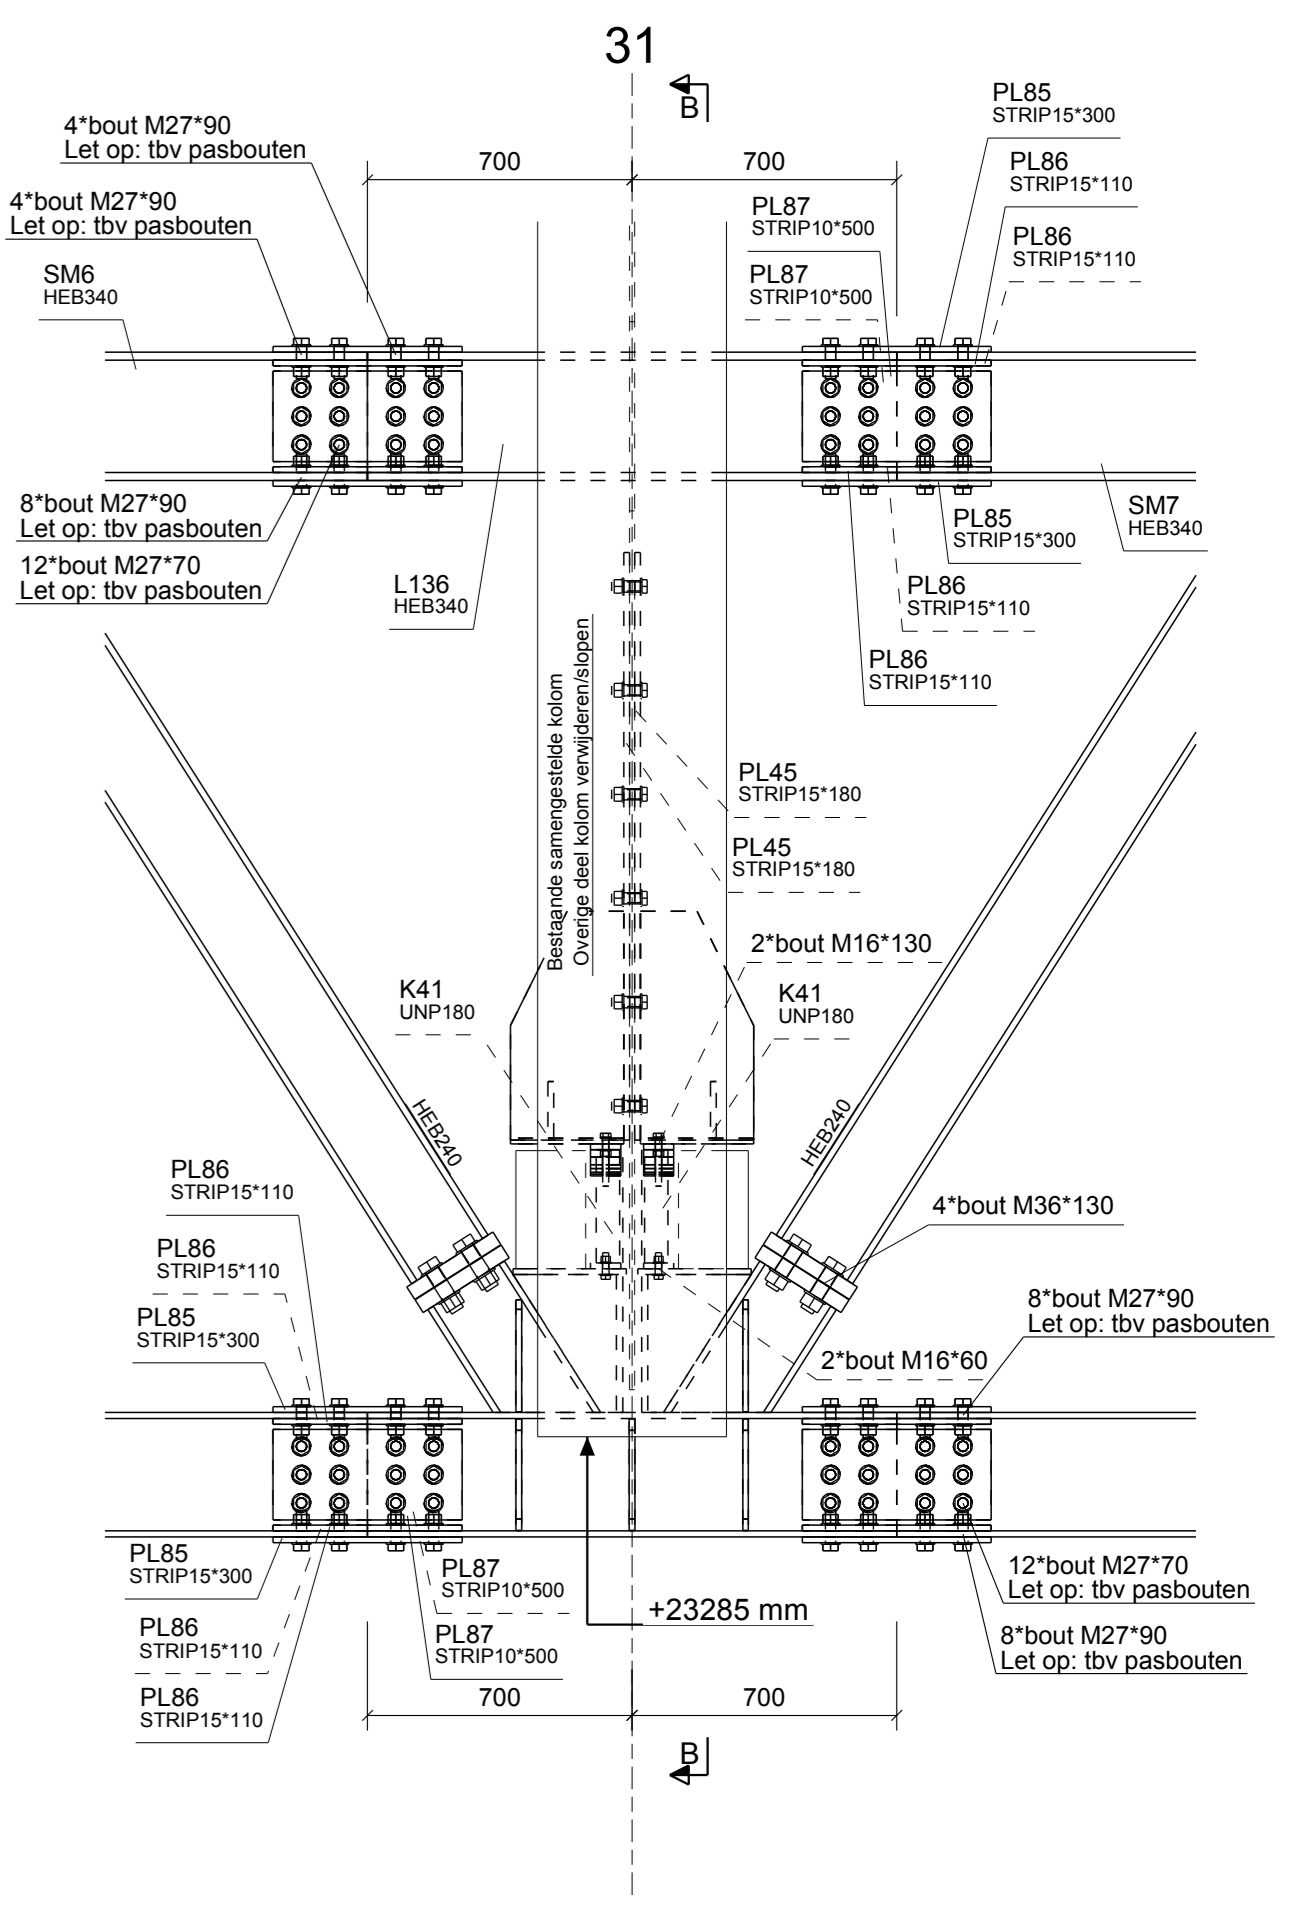 31
B
PL85
STRIP15*300
4*bout M27*90
Let op: tbv pasbouten
700
700
PL86
STRIP15*110
4*bout M27*90
Let op: tbv pasbouten
PL87
STRIP10*500
PL86
STRIP15*110
SM6
HEB340
PL87
STRIP10*500
8*bout M27*90
Let op: tbv pasbouten
12*bout M27*70
Let op: tbv pasbouten
L136
HEB340
SM7
HEB340
PL85
STRIP15*300
PL86
STRIP15*110
PL86
STRIP15*110
Bestaande samengestelde kolom
Overige deel kolom verwijderen/slopen
PL45
STRIP15*180
PL45
STRIP15*180
2*bout M16*130
K41
UNP180
K41
UNP180
HEB240
HEB240
PL86
STRIP15*110
4*bout M36*130
PL86
STRIP15*110
PL85
STRIP15*300
8*bout M27*90
Let op: tbv pasbouten
2*bout M16*60
PL85
STRIP15*300
PL87
STRIP10*500
12*bout M27*70
Let op: tbv pasbouten
+23285 mm
PL86
STRIP15*110
PL87
STRIP10*500
8*bout M27*90
Let op: tbv pasbouten
PL86
STRIP15*110
700
700
B